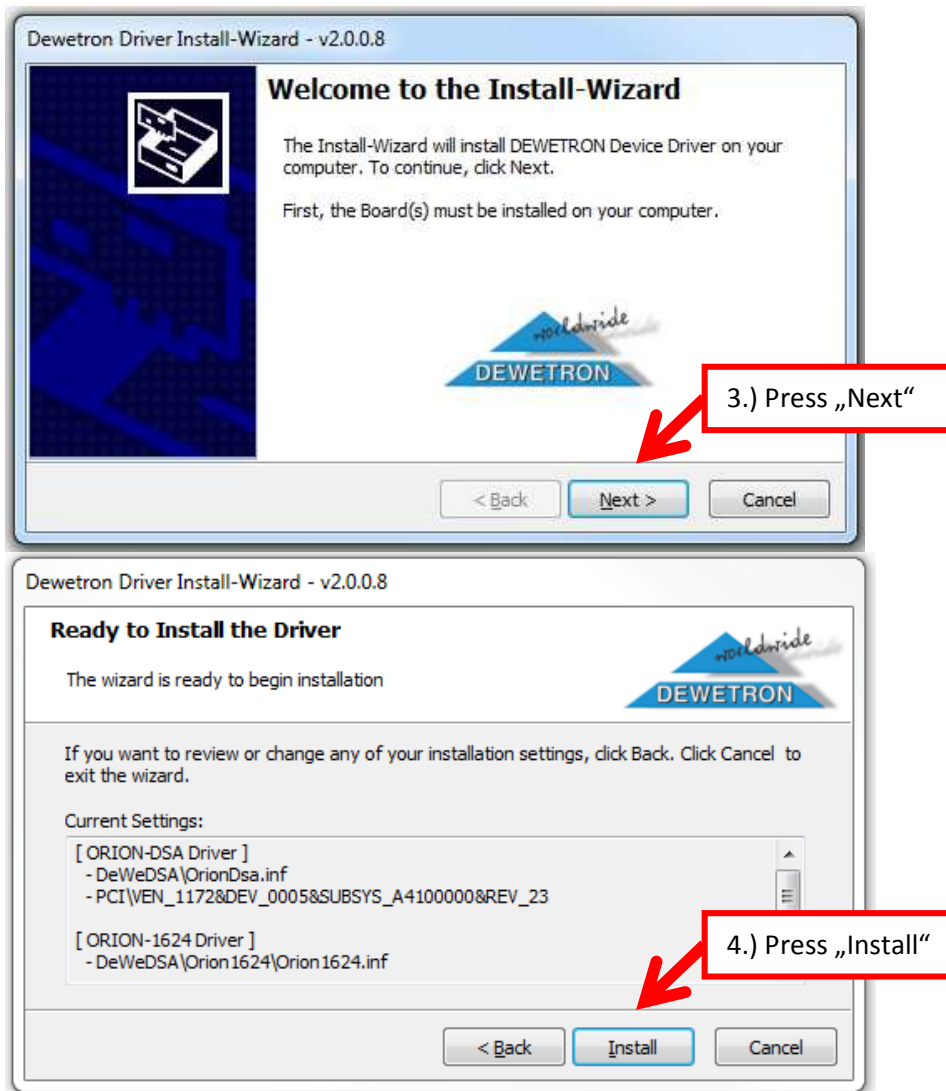 Dewetron Driver Install-Wizard - v2.0.0.8
Welcome to the Install-Wizard
The Install-Wizard will install DEWETRON Device Driver on your
computer. To continue, click Next.
First, the Board(s) must be installed on your computer.
worldwide
DEWETRON
3.) Press „Next“
< Back
Next >
Cancel
Dewetron Driver Install-Wizard - v2.0.0.8
Ready to Install the Driver
The wizard is ready to begin installation
worldwide
DEWETRON
If you want to review or change any of your installation settings, click Back. Click Cancel to
exit the wizard.
Current Settings:
[ ORION-DSA Driver ]
- DeWeDSA\OrionDsa.inf
- PCI\VEN_1172&DEV_0005&SUBSYS_A4100000&REV_23
[ ORION-1624 Driver ]
- DeWeDSA\Orion1624\Orion1624.inf
4.) Press „Install“
< Back
Install
Cancel